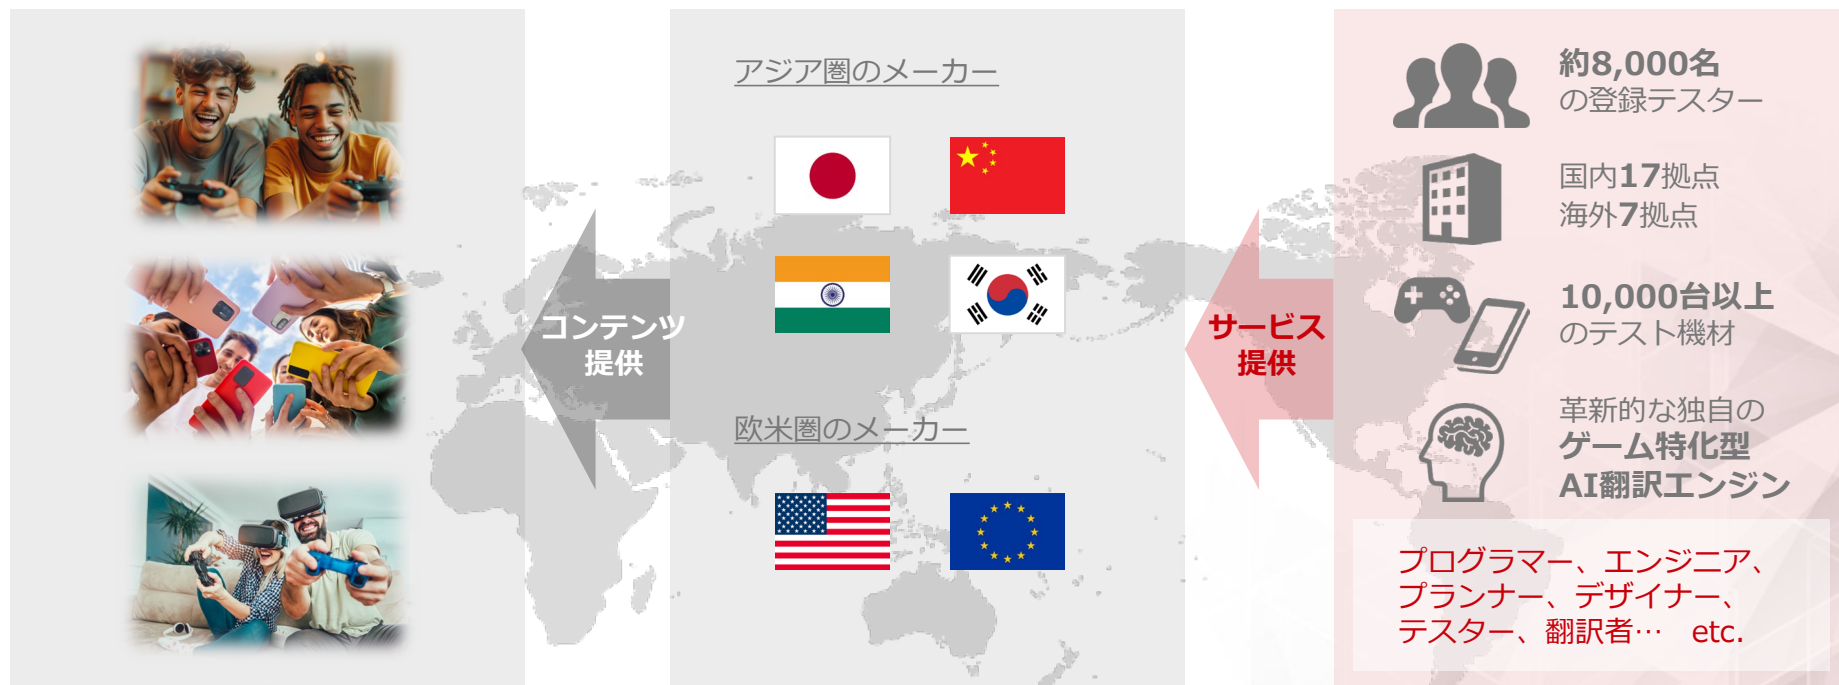 コンテンツ
提供
アジア圏のメーカー
欧米圏のメーカー
サービス
提供
約8,000名
の登録テスター
国内17拠点
海外7拠点
10,000台以上
のテスト機材
革新的な独自の
ゲーム特化型
AI翻訳エンジン
プログラマー、エンジニア、
プランナー、デザイナー、
テスター、翻訳者… etc.